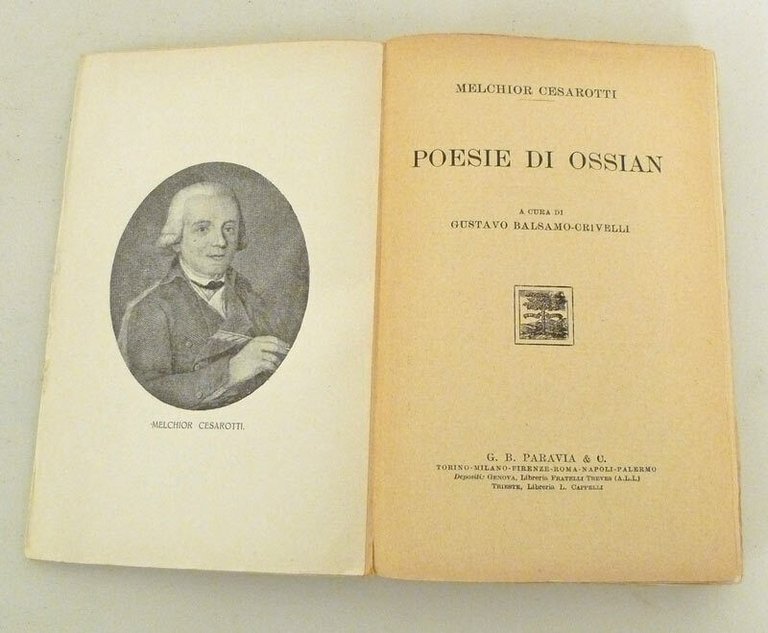 MELCHIOR CESAROTTI.
MELCHIOR CESAROTTI
POESIE DI OSSIAN
A CURA DI
GUSTAVO BALSAMO-CRIVELLI
G. B. PARAVIA & C.
TORINO-MILANO-FIRENZE-ROMA-NAPOLI-PALERMO
Depositi: GENOVA, Libreria FRATELLI TREVES (A.L.I.)
TRIESTE, Libreria L. CAPPELLI